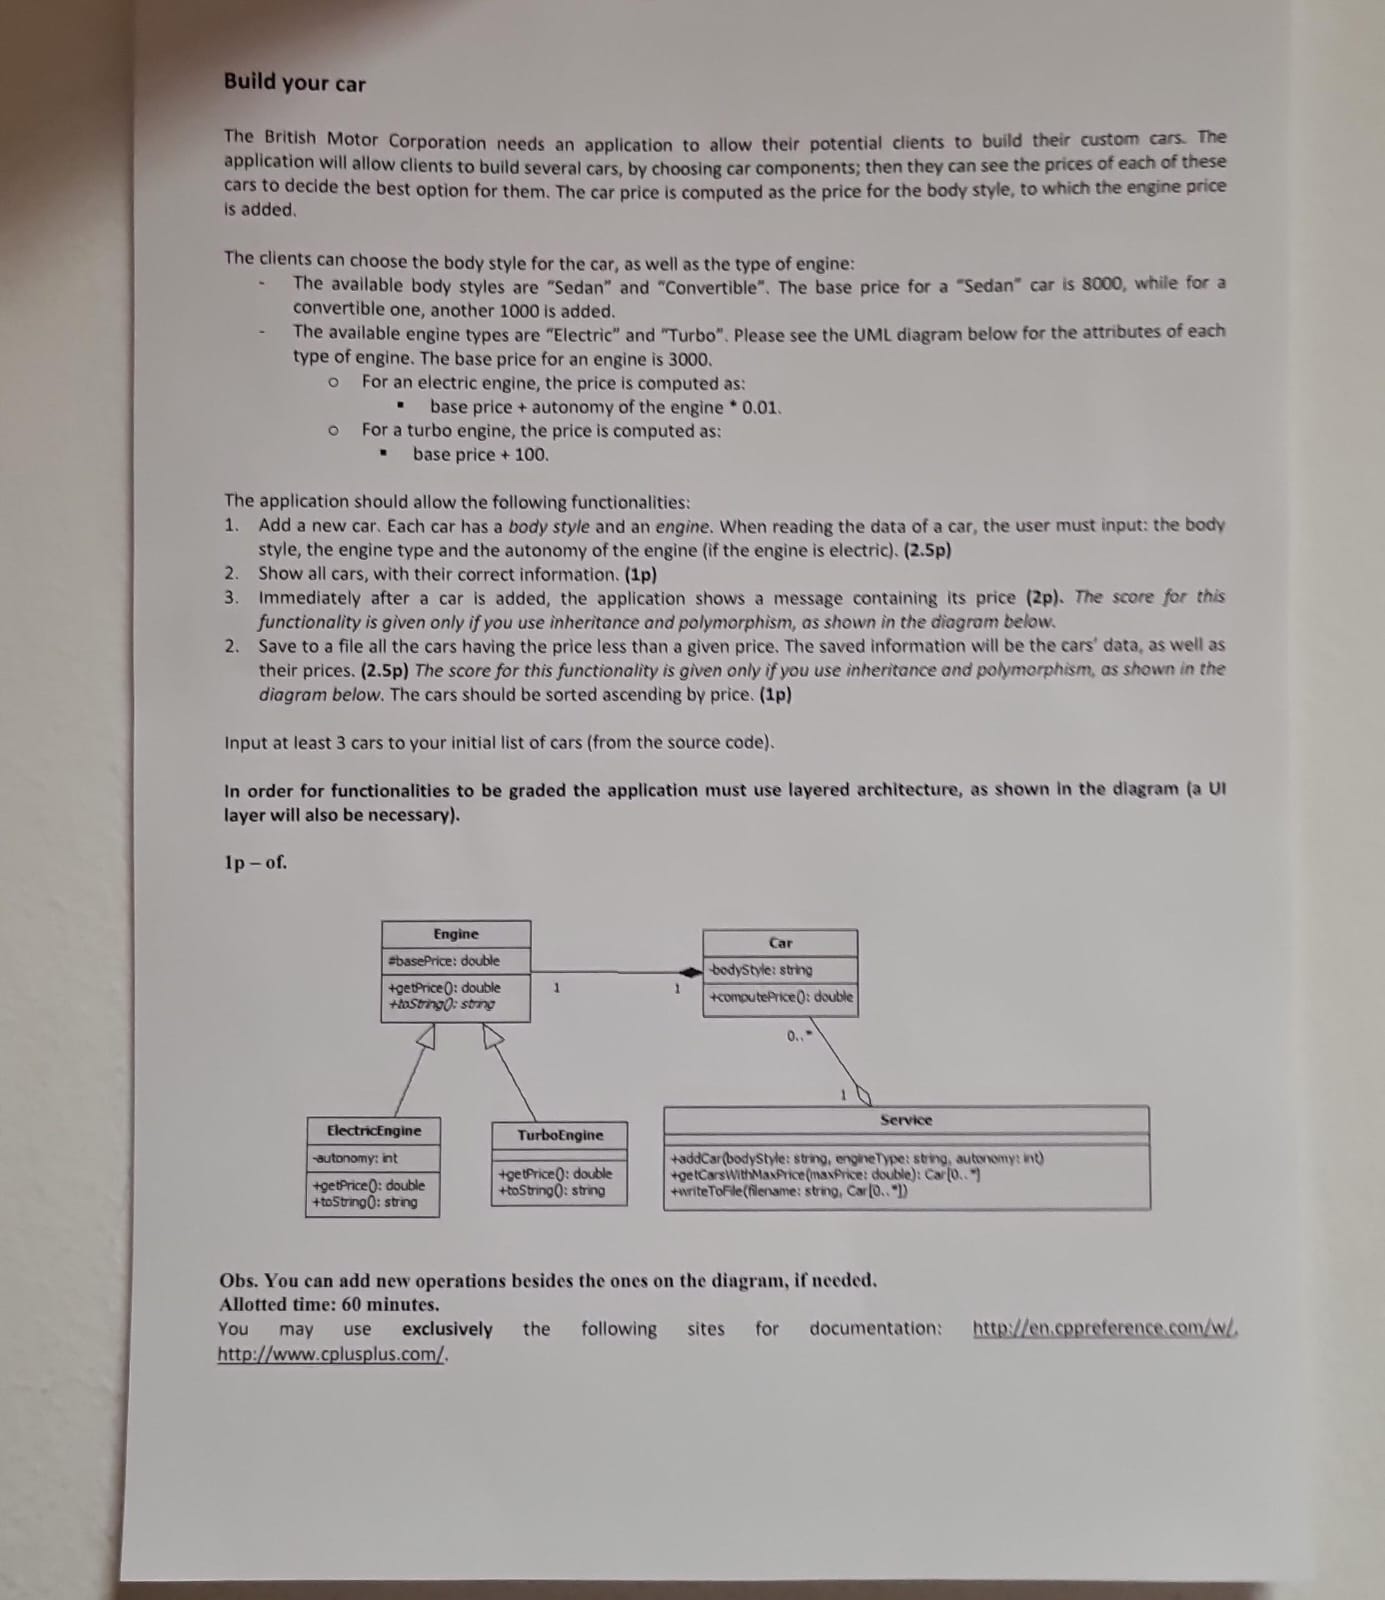 Build your car
The British Motor Corporation needs an application to allow their potential clients to build their custom cars. The
application will allow clients to build several cars, by choosing car components; then they can see the prices of each of these
cars to decide the best option for them. The car price is computed as the price for the body style, to which the engine price
is added.
The clients can choose the body style for the car, as well as the type of engine:
- The available body styles are “Sedan” and “Convertible”. The base price for a “Sedan” car is 8000, while for a
convertible one, another 1000 is added.
- The available engine types are “Electric” and “Turbo”. Please see the UML diagram below for the attributes of each
type of engine. The base price for an engine is 3000.
o For an electric engine, the price is computed as:
▪ base price + autonomy of the engine * 0.01.
o For a turbo engine, the price is computed as:
▪ base price + 100.
The application should allow the following functionalities:
1. Add a new car. Each car has a body style and an engine. When reading the data of a car, the user must input: the body
style, the engine type and the autonomy of the engine (if the engine is electric). (2.5p)
2. Show all cars, with their correct information. (1p)
3. Immediately after a car is added, the application shows a message containing its price (2p). The score for this
functionality is given only if you use inheritance and polymorphism, as shown in the diagram below.
2. Save to a file all the cars having the price less than a given price. The saved information will be the cars’ data, as well as
their prices. (2.5p) The score for this functionality is given only if you use inheritance and polymorphism, as shown in the
diagram below. The cars should be sorted ascending by price. (1p)
Input at least 3 cars to your initial list of cars (from the source code).
In order for functionalities to be graded the application must use layered architecture, as shown in the diagram (a UI
layer will also be necessary).
1p – of.
Engine
#basePrice: double
+getPrice(): double
+toString(): string
1
1
Car
-bodyStyle: string
+computePrice(): double
0..*
1
ElectricEngine
-autonomy: int
+getPrice(): double
+toString(): string
TurboEngine
+getPrice(): double
+toString(): string
Service
+addCar(bodyStyle: string, engineType: string, autonomy: int)
+getCarsWithMaxPrice(maxPrice: double): Car[0..*]
+writeToFile(filename: string, Car[0..*])
Obs. You can add new operations besides the ones on the diagram, if needed.
Allotted time: 60 minutes.
You may use exclusively the following sites for documentation: http://en.cppreference.com/w/,
http://www.cplusplus.com/.